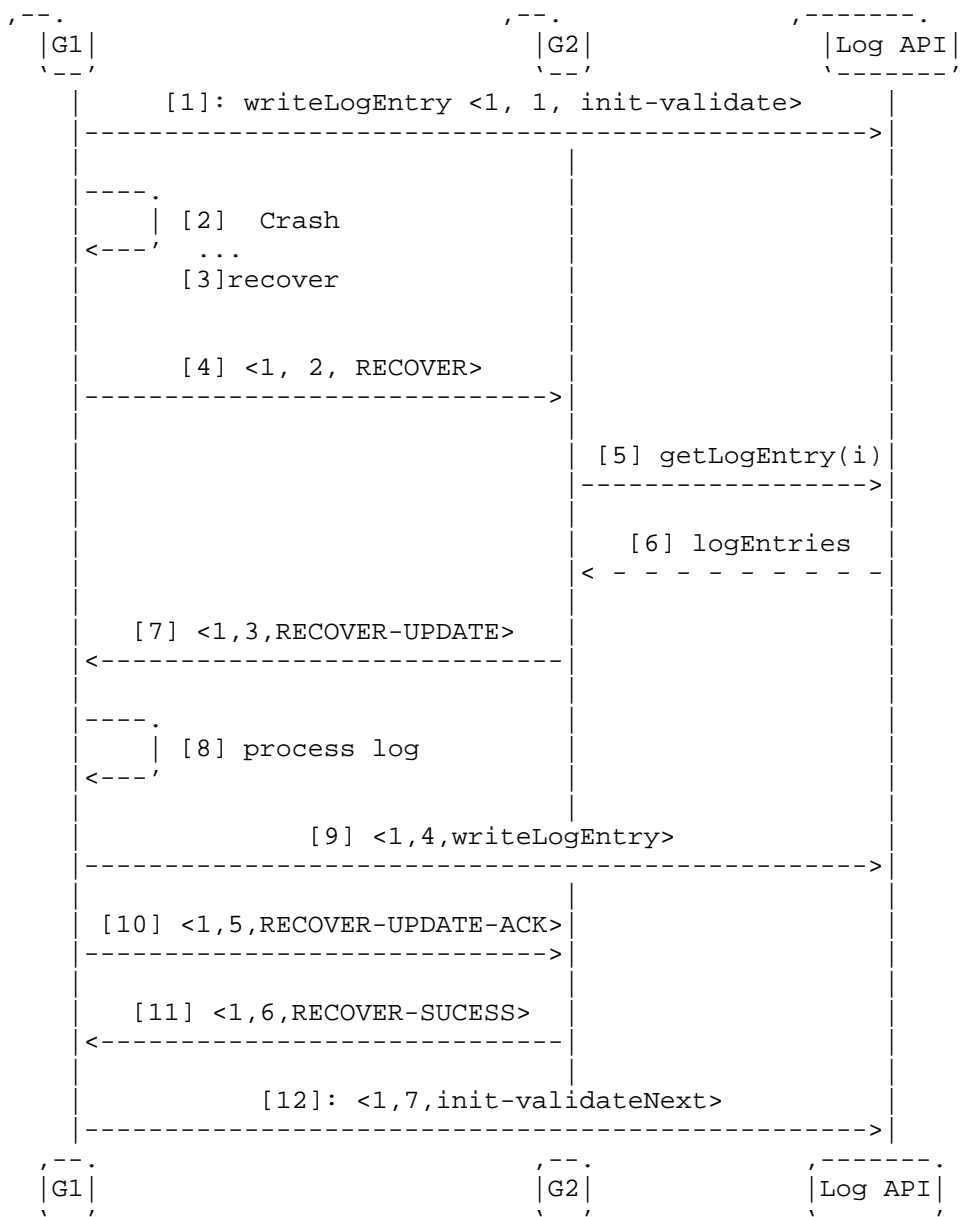 G1 G2 Log API
[1]: writeLogEntry <1, 1, init-validate>
[2] Crash
...
[3]recover
[4] <1, 2, RECOVER>
[5] getLogEntry(i)
[6] logEntries
[7] <1,3,RECOVER-UPDATE>
[8] process log
[9] <1,4,writeLogEntry>
[10] <1,5,RECOVER-UPDATE-ACK>
[11] <1,6,RECOVER-SUCESS>
[12]: <1,7,init-validateNext>
G1 G2 Log API